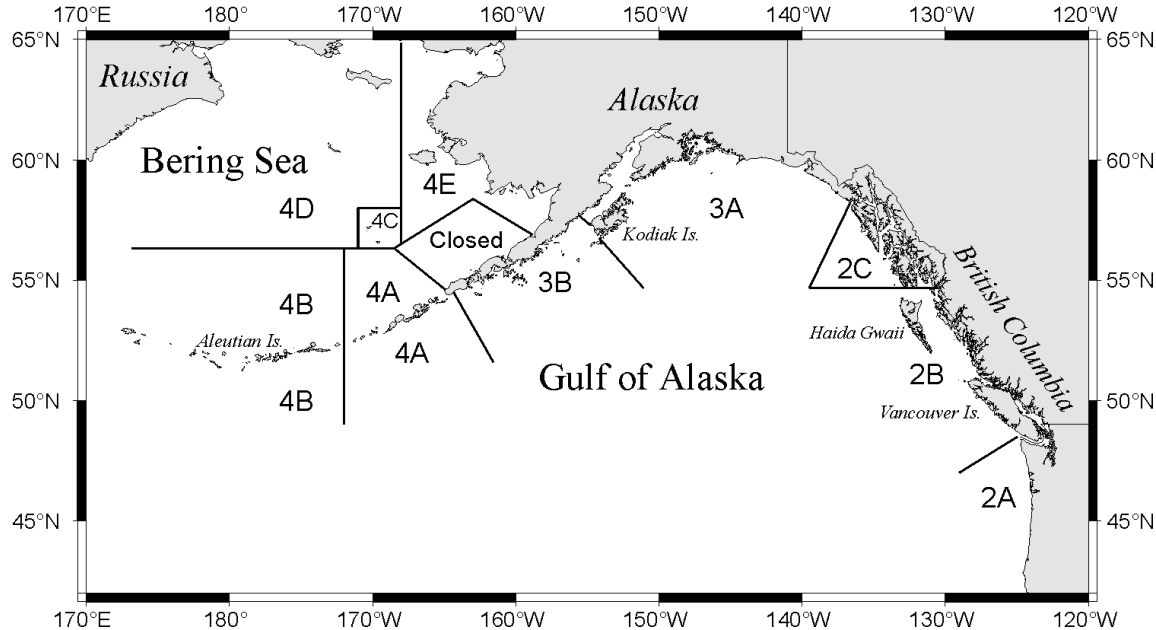 170°E 180° 170°W 160°W 150°W 140°W 130°W 120°W
65°N 65°N
Russia
Alaska
Bering Sea
60°N 60°N
4E
4D
4C
3A
Closed
Kodiak Is.
British Columbia
55°N 55°N
4B
4A
3B
2C
Aleutian Is.
4A
Haida Gwaii
Gulf of Alaska
2B
4B
50°N 50°N
Vancouver Is.
2A
45°N 45°N
170°E 180° 170°W 160°W 150°W 140°W 130°W 120°W